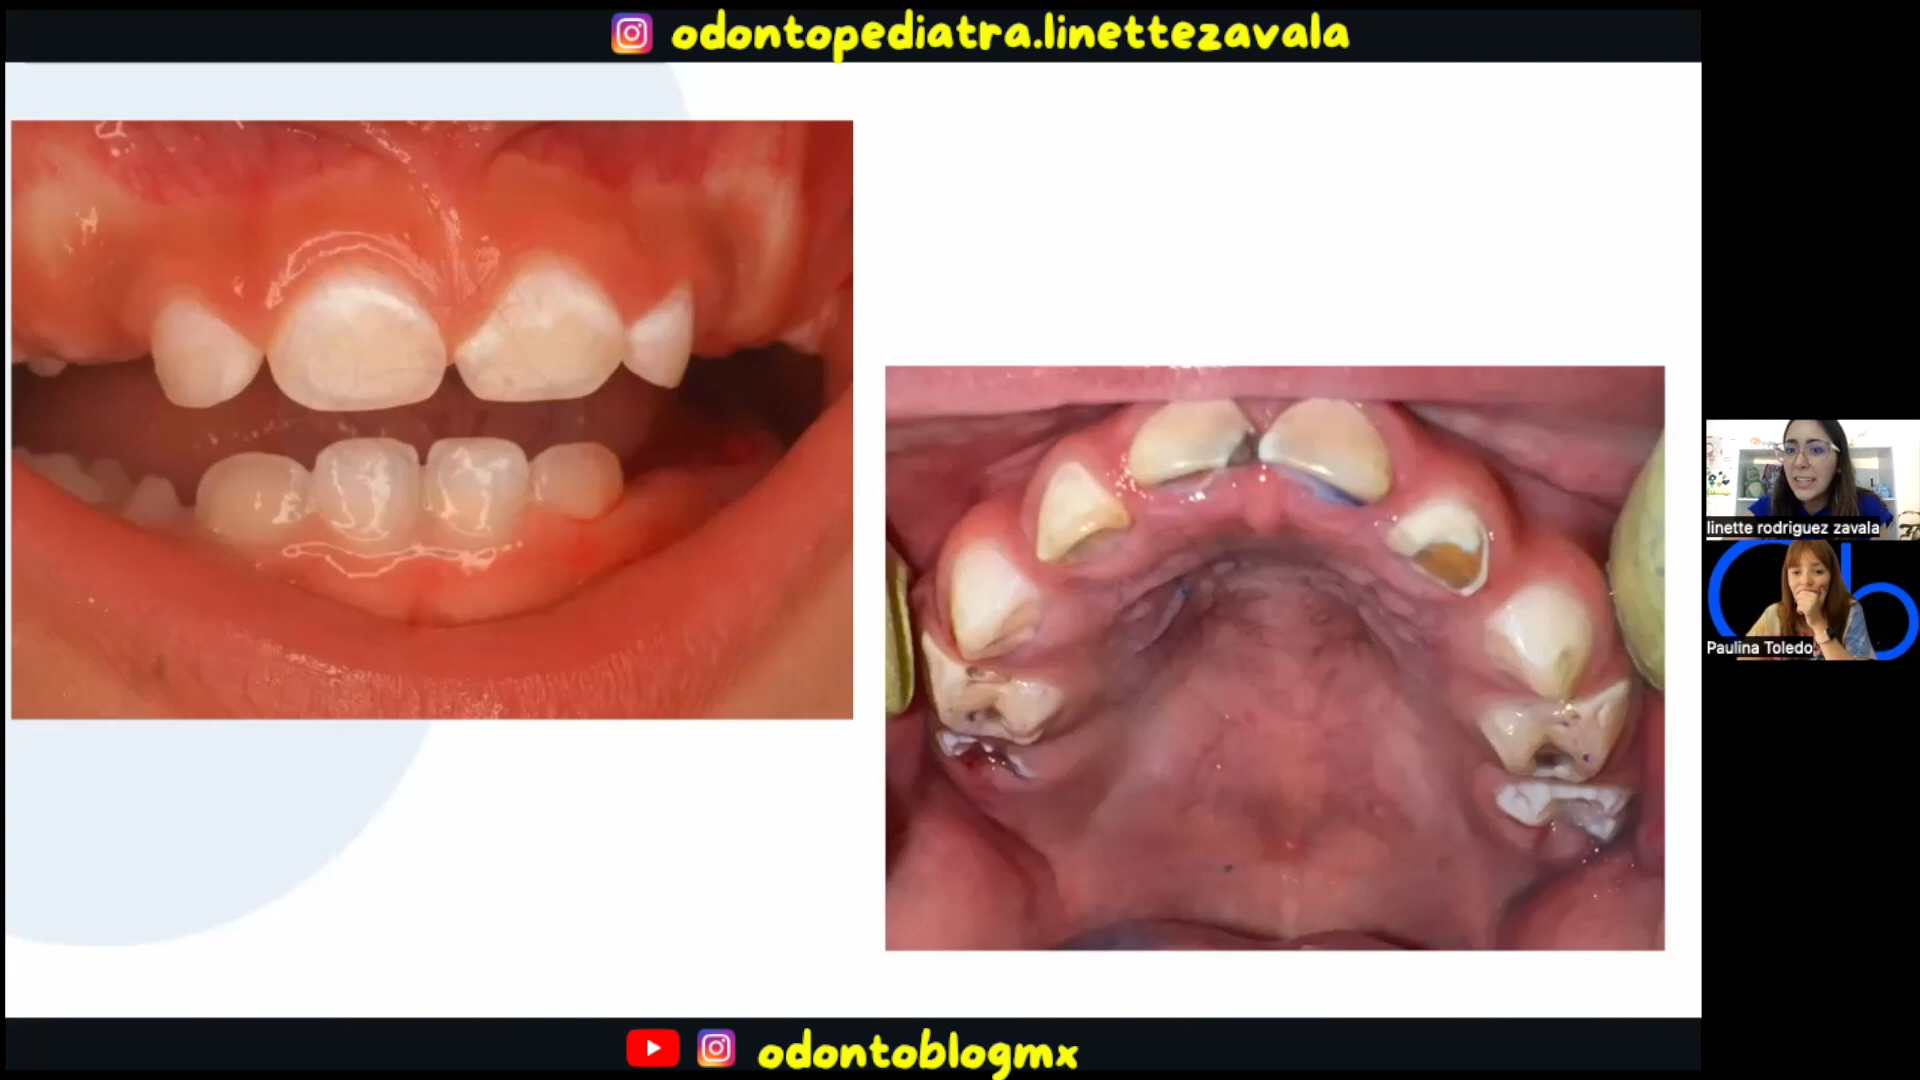 odontopediatra.linettezavala
linette rodriguez zavala
Paulina Toledo
odontoblogmx